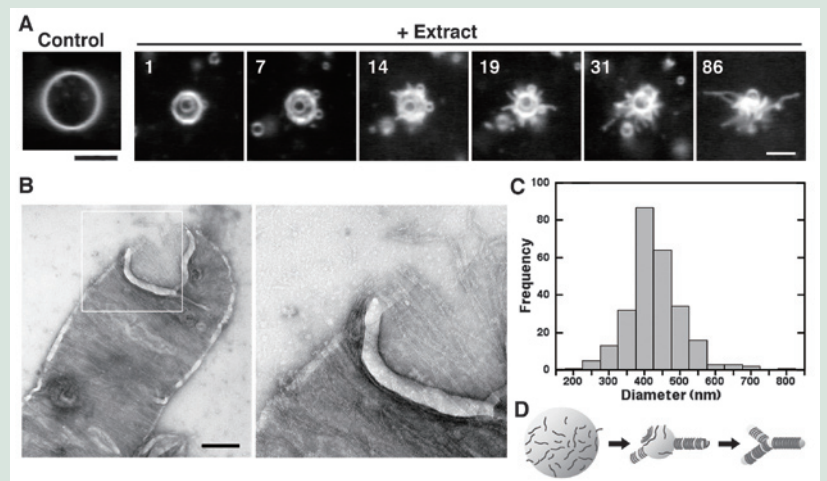 A
Control
+ Extract
1 7 14 19 31 86
B
C
100
80
60
40
20
0
Frequency
200 300 400 500 600 700 800
Diameter (nm)
D